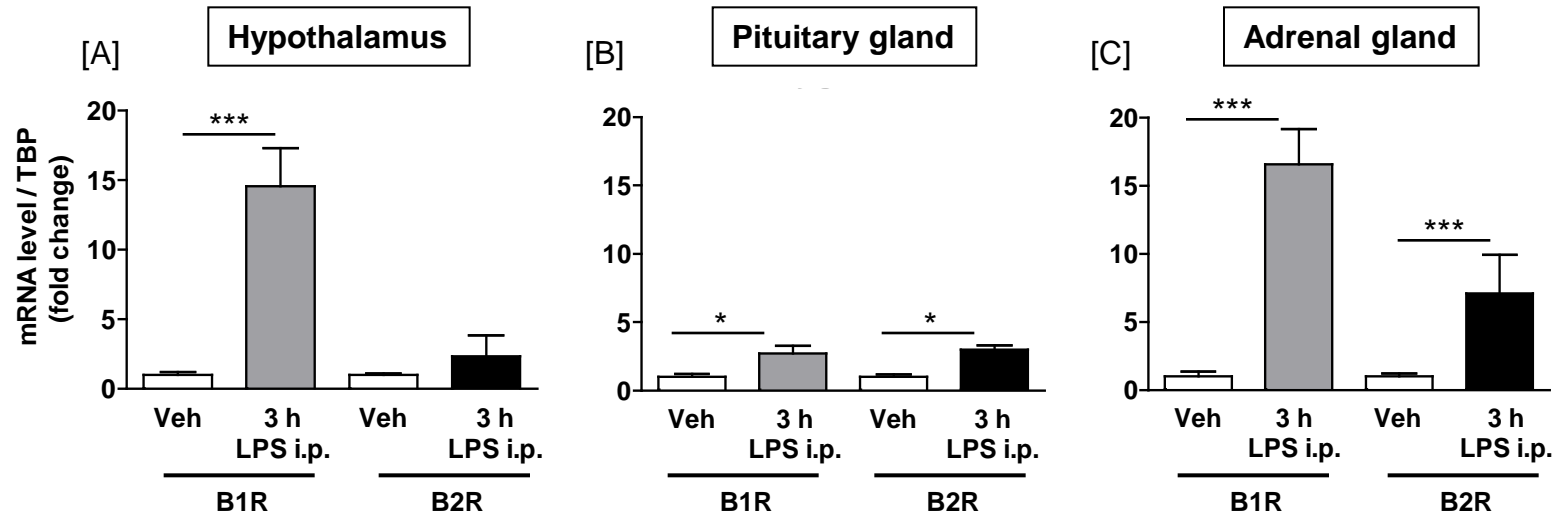 [A]
Hypothalamus
mRNA level / TBP
(fold change)
20
15
10
5
0
***
Veh
3 h
LPS i.p.
Veh
3 h
LPS i.p.
B1R
B2R
[B]
Pituitary gland
20
15
10
5
0
*
*
Veh
3 h
LPS i.p.
Veh
3 h
LPS i.p.
B1R
B2R
[C]
Adrenal gland
20
15
10
5
0
***
***
Veh
3 h
LPS i.p.
Veh
3 h
LPS i.p.
B1R
B2R